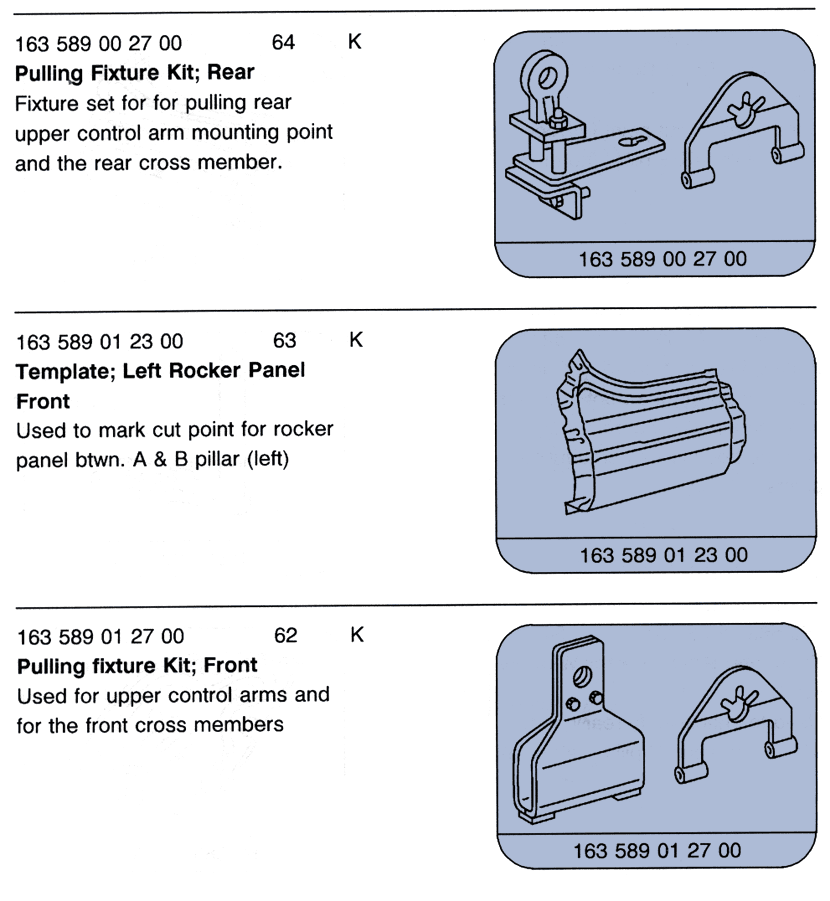 163 589 00 27 00 64 K
Pulling Fixture Kit; Rear
Fixture set for for pulling rear
upper control arm mounting point
and the rear cross member.
163 589 00 27 00
163 589 01 23 00 63 K
Template; Left Rocker Panel
Front
Used to mark cut point for rocker
panel btwn. A & B pillar (left)
163 589 01 23 00
163 589 01 27 00 62 K
Pulling fixture Kit; Front
Used for upper control arms and
for the front cross members
163 589 01 27 00